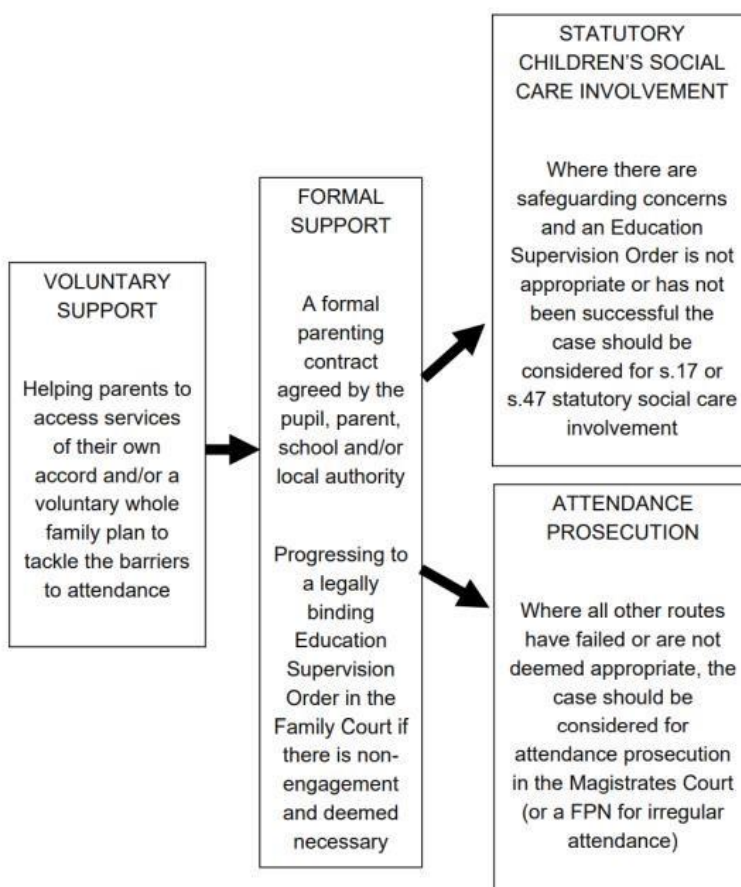 VOLUNTARY
SUPPORT
Helping parents to
access services
of their own
accord and/or a
voluntary whole
family plan to
tackle the barriers
to attendance
FORMAL
SUPPORT
A formal
parenting
contract
agreed by the
pupil, parent,
school and/or
local authority
Progressing to
a legally
binding
Education
Supervision
Order in the
Family Court if
there is non-
engagement
and deemed
necessary
STATUTORY
CHILDREN'S SOCIAL
CARE INVOLVEMENT
Where there are
safeguarding concerns
and an Education
Supervision Order is not
appropriate or has not
been successful the
case should be
considered for s.17 or
s.47 statutory social care
involvement
ATTENDANCE
PROSECUTION
Where all other routes
have failed or are not
deemed appropriate, the
case should be
considered for
attendance prosecution
in the Magistrates Court
(or a FPN for irregular
attendance)